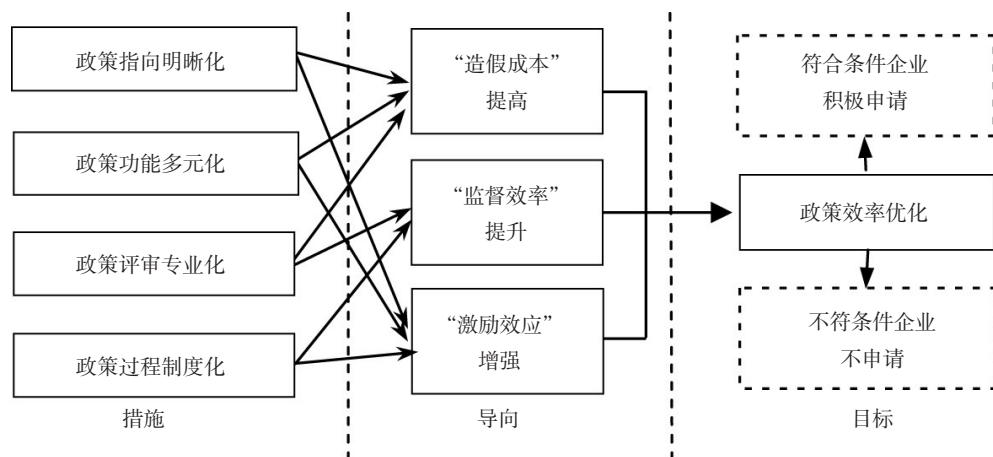 政策指向明晰化
政策功能多元化
政策评审专业化
政策过程制度化
措施
“造假成本”
提高
“监督效率”
提升
“激励效应”
增强
导向
符合条件企业
积极申请
政策效率优化
不符条件企业
不申请
目标